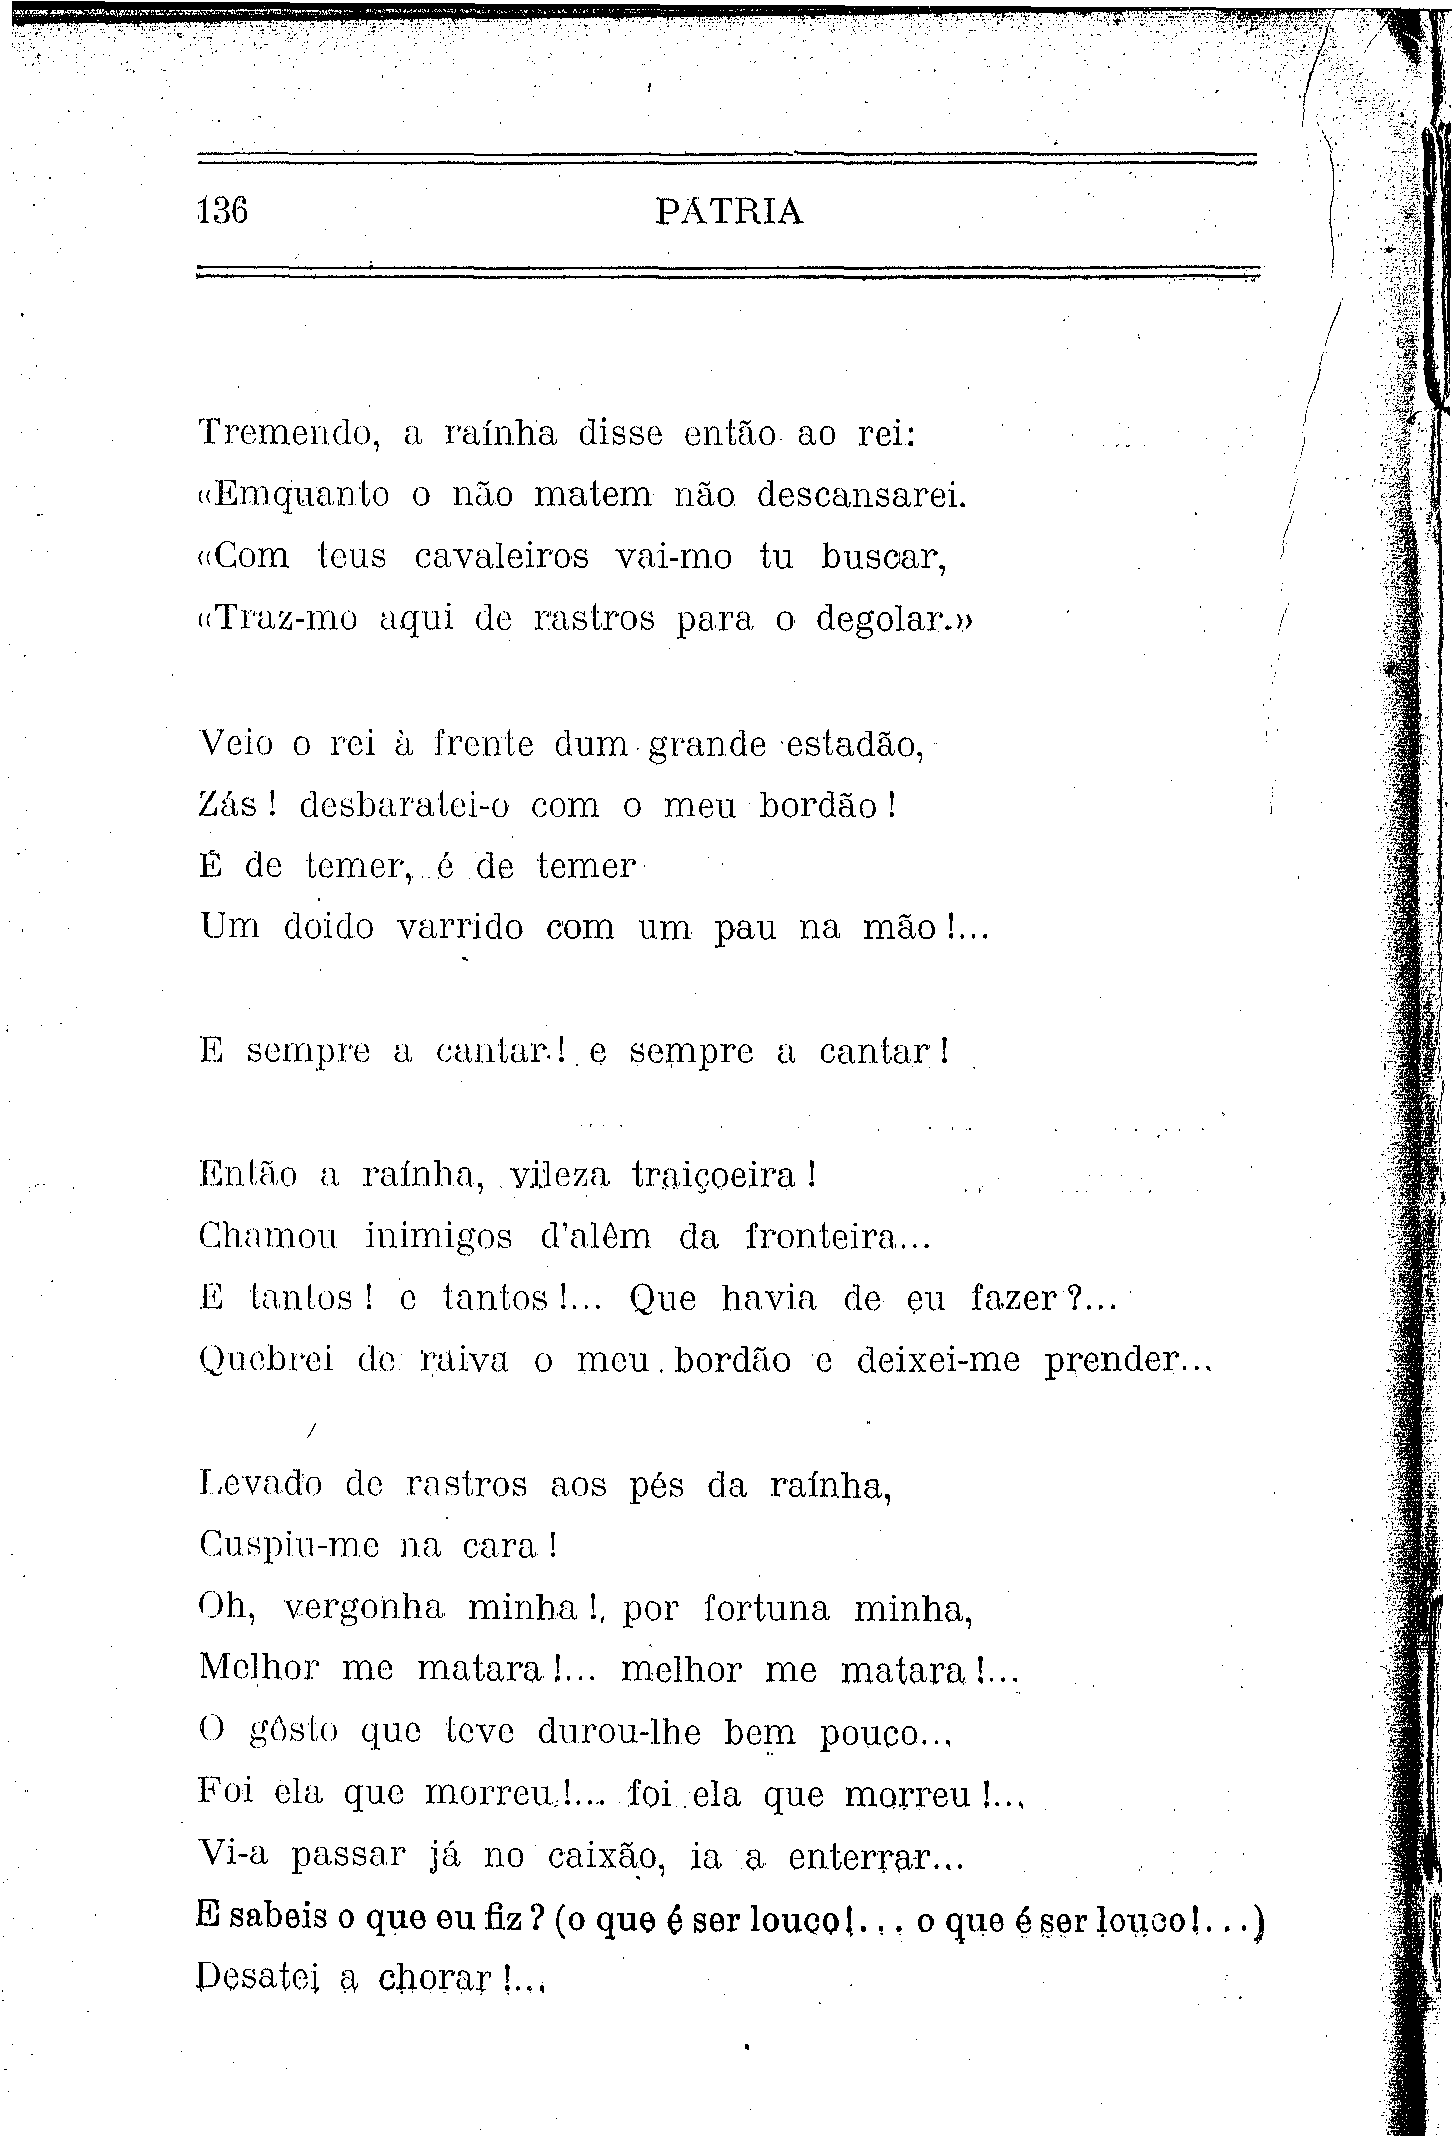 136 PÁTRIA
Tremendo, a raínha disse então ao rei:
«Emquanto o não matem não descansarei.
«Com teus cavaleiros vai-mo tu buscar,
«Traz-mo aqui de rastros para o degolar.»
Veio o rei à frente dum grande estadão,
Zás! desbaratei-o com o meu bordão!
É de temer, é de temer
Um doido varrido com um pau na mão!...
E sempre a cantar! e sempre a cantar!
Então a raínha, vileza traiçoeira!
Chamou inimigos d'alêm da fronteira...
E tantos! e tantos!... Que havia de eu fazer?...
Quebrei de raiva o meu bordão e deixei-me prender...
Levado de rastros aos pés da raínha,
Cuspiu-me na cara!
Oh, vergonha minha!, por fortuna minha,
Melhor me matara!... melhor me matara!...
O gôsto que teve durou-lhe bem pouco...
Foi ela que morreu!... foi ela que morreu!...
Vi-a passar já no caixão, ia a enterrar...
E sabeis o que eu fiz? (o que é ser louco!... o que é ser louco!...)
Desatei a chorar!...